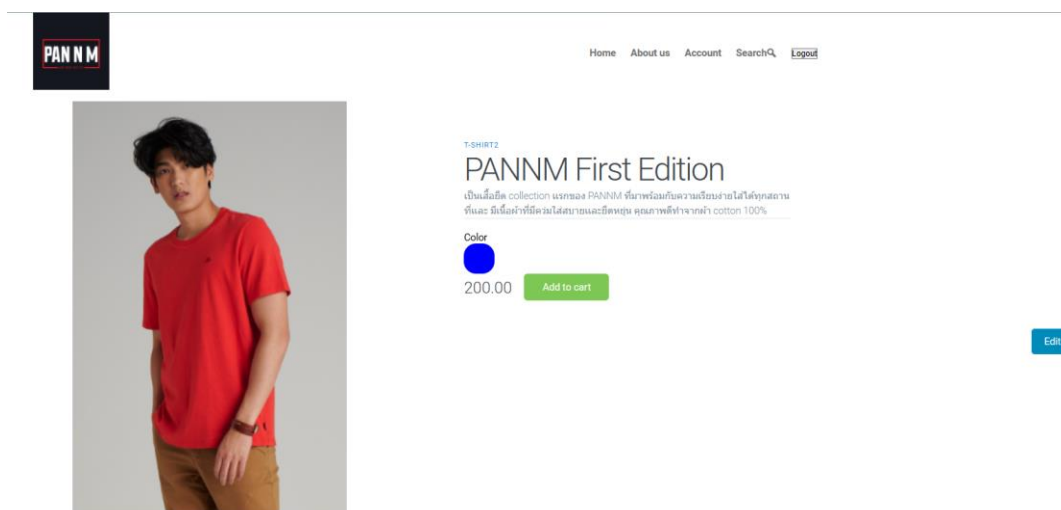 PAN N M
Home About us Account Search Logout
T-SHIRT2
PANNM First Edition
เป็นเสื้อยืด collection แรกของ PANNM ที่มาพร้อมกับความเรียบง่ายใส่ได้ทุกสถาน
ที่และ มีเนื้อผ้าที่มีความใส่สบายและยืดหยุ่น คุณภาพดีทำจากผ้า cotton 100%
Color
200.00 Add to cart
Edit